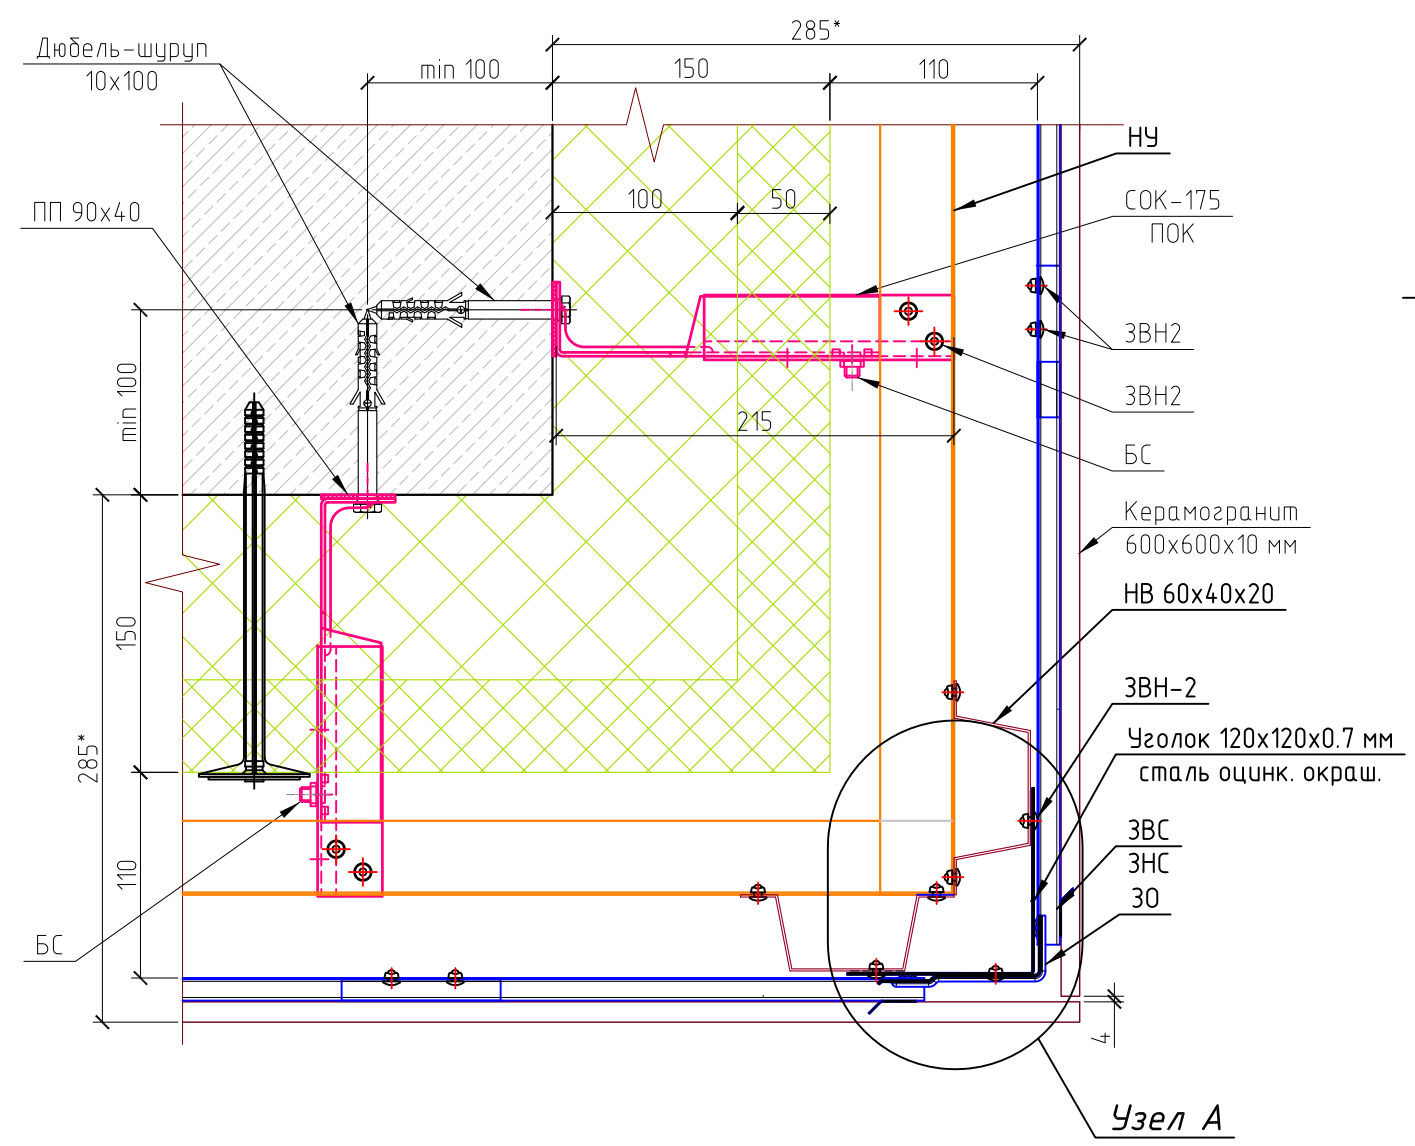 285*
Дюбель-шуруп
10х100
min 100
150
110
НУ
ПП 90х40
100
50
СОК-175
ПОК
ЗВН2
min 100
ЗВН2
215
БС
Керамогранит
600х600х10 мм
НВ 60х40х20
150
ЗВН-2
285*
Уголок 120х120х0.7 мм
сталь оцинк. окраш.
ЗВС
ЗНС
110
ЗО
БС
4
Узел А